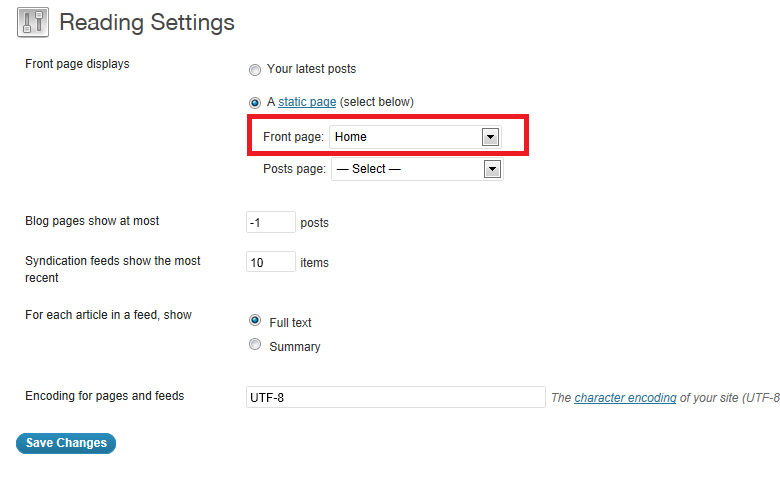 Reading Settings
Front page displays
Your latest posts
A static page (select below)
Front page: Home
Posts page: — Select —
Blog pages show at most -1 posts
Syndication feeds show the most
recent
10 items
For each article in a feed, show
Full text
Summary
Encoding for pages and feeds UTF-8 The character encoding of your site (UTF-8
Save Changes